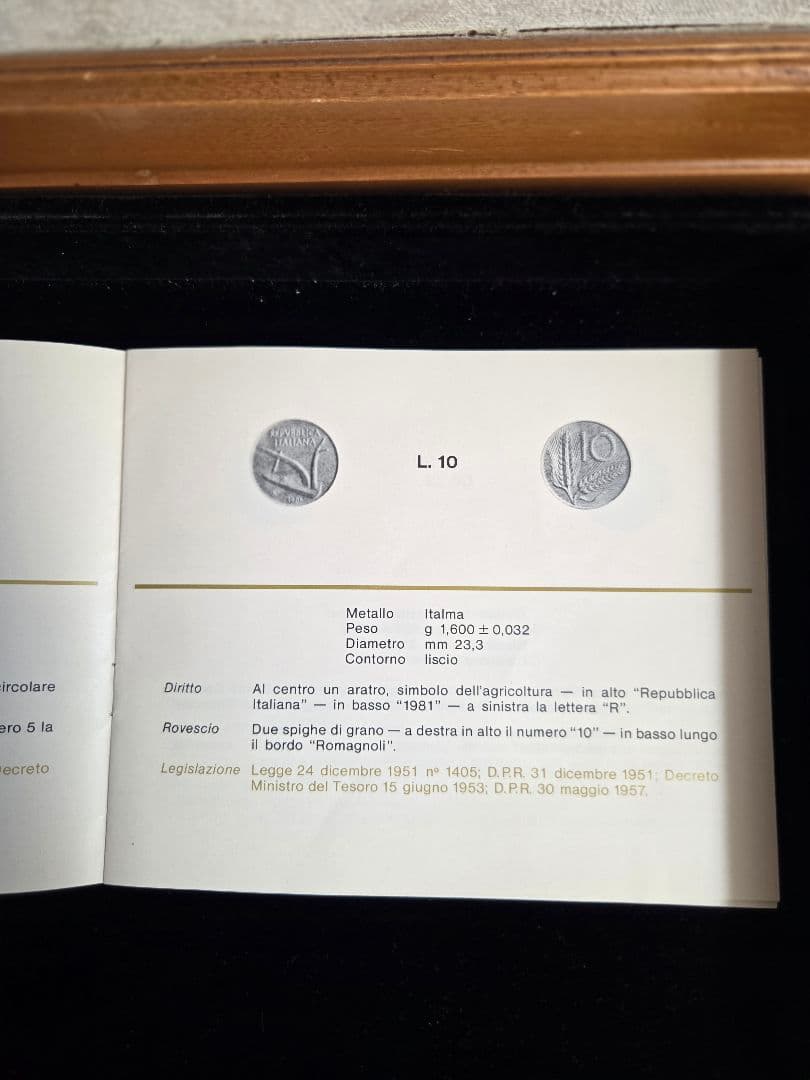 ircolare
ero 5 la
ecreto
REPVBBLICA
ITALIANA
L. 10
10
Metallo Italma
Peso g 1,600 ± 0,032
Diametro mm 23,3
Contorno liscio
Diritto Al centro un aratro, simbolo dell'agricoltura — in alto “Repubblica
Italiana” — in basso “1981” — a sinistra la lettera “R”.
Rovescio Due spighe di grano — a destra in alto il numero “10” — in basso lungo
il bordo “Romagnoli”.
Legislazione Legge 24 dicembre 1951 nº 1405; D.P.R. 31 dicembre 1951; Decreto
Ministro del Tesoro 15 giugno 1953; D.P.R. 30 maggio 1957.